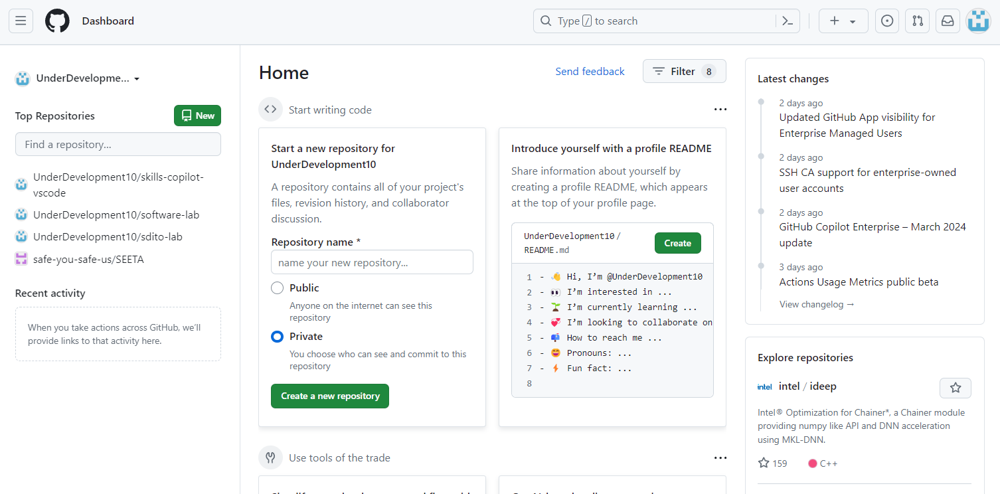 Dashboard
Type / to search
UnderDevelopme...
Top Repositories
New
Find a repository...
UnderDevelopment10/skills-copilot-
vscode
UnderDevelopment10/software-lab
UnderDevelopment10/sdito-lab
safe-you-safe-us/SEETA
Recent activity
When you take actions across GitHub, we'll
provide links to that activity here.
Home
Send feedback
Filter 8
Start writing code
Start a new repository for
UnderDevelopment10
A repository contains all of your project's
files, revision history, and collaborator
discussion.
Repository name *
name your new repository...
Public
Anyone on the internet can see this
repository
Private
You choose who can see and commit to this
repository
Create a new repository
Introduce yourself with a profile README
Share information about yourself by
creating a profile README, which appears
at the top of your profile page.
UnderDevelopment10 /
README.md
Create
1 - 👋 Hi, I’m @UnderDevelopment10
2 - 👀 I’m interested in ...
3 - 🌱 I’m currently learning ...
4 - 💞️ I’m looking to collaborate on
5 - 📫 How to reach me ...
6 - 😄 Pronouns: ...
7 - ⚡ Fun fact: ...
8
Use tools of the trade
Latest changes
2 days ago
Updated GitHub App visibility for
Enterprise Managed Users
2 days ago
SSH CA support for enterprise-owned
user accounts
2 days ago
GitHub Copilot Enterprise – March 2024
update
3 days ago
Actions Usage Metrics public beta
View changelog →
Explore repositories
intel intel / ideep
Intel® Optimization for Chainer*, a Chainer module
providing numpy like API and DNN acceleration
using MKL-DNN.
159 C++